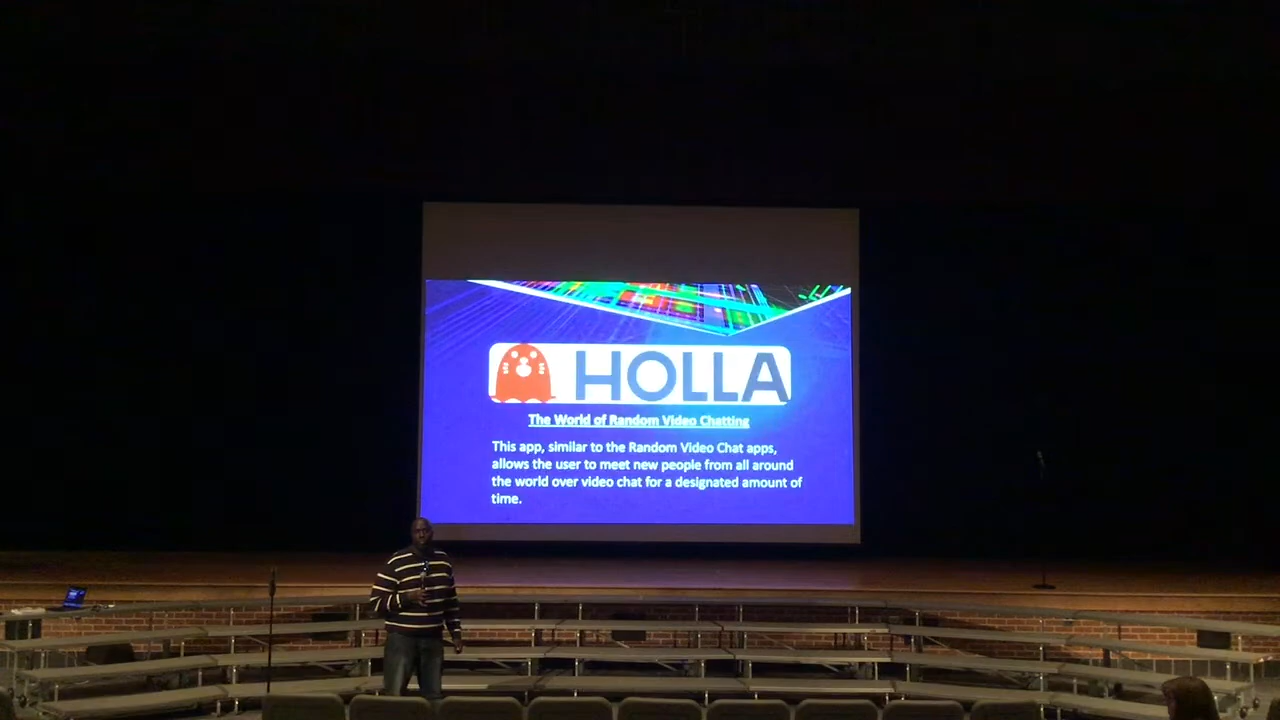 HOLLA
The World of Random Video Chatting
This app, similar to the Random Video Chat apps,
allows the user to meet new people from all around
the world over video chat for a designated amount of
time.